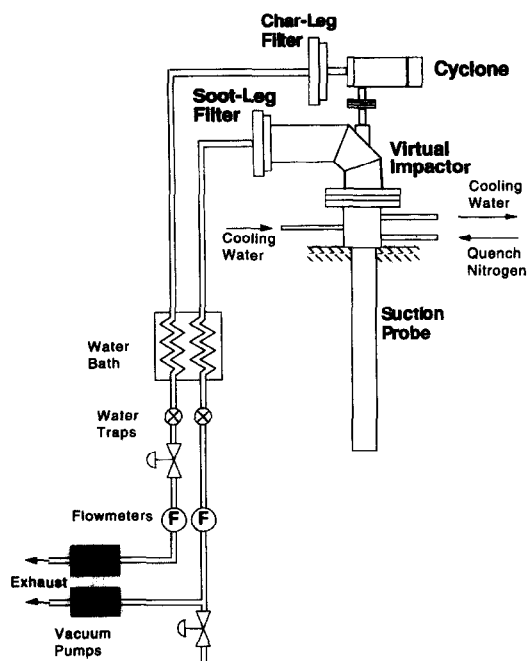 Char-Leg
Filter
Cyclone
Soot-Leg
Filter
Virtual
Impactor
Cooling
Water
Cooling
Water
Quench
Nitrogen
Suction
Probe
Water
Bath
Water
Traps
Flowmeters
F
F
Exhaust
Vacuum
Pumps